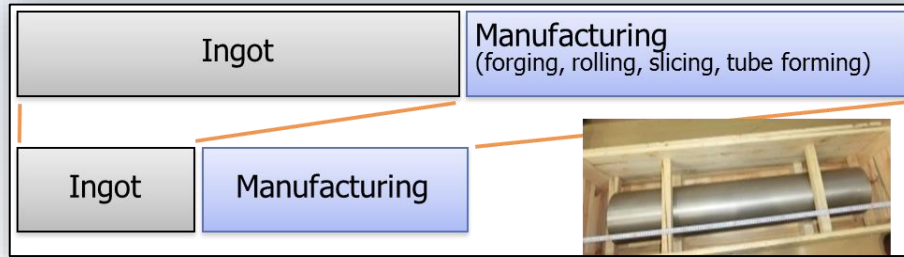 Ingot
Manufacturing
(forging, rolling, slicing, tube forming)
Ingot
Manufacturing